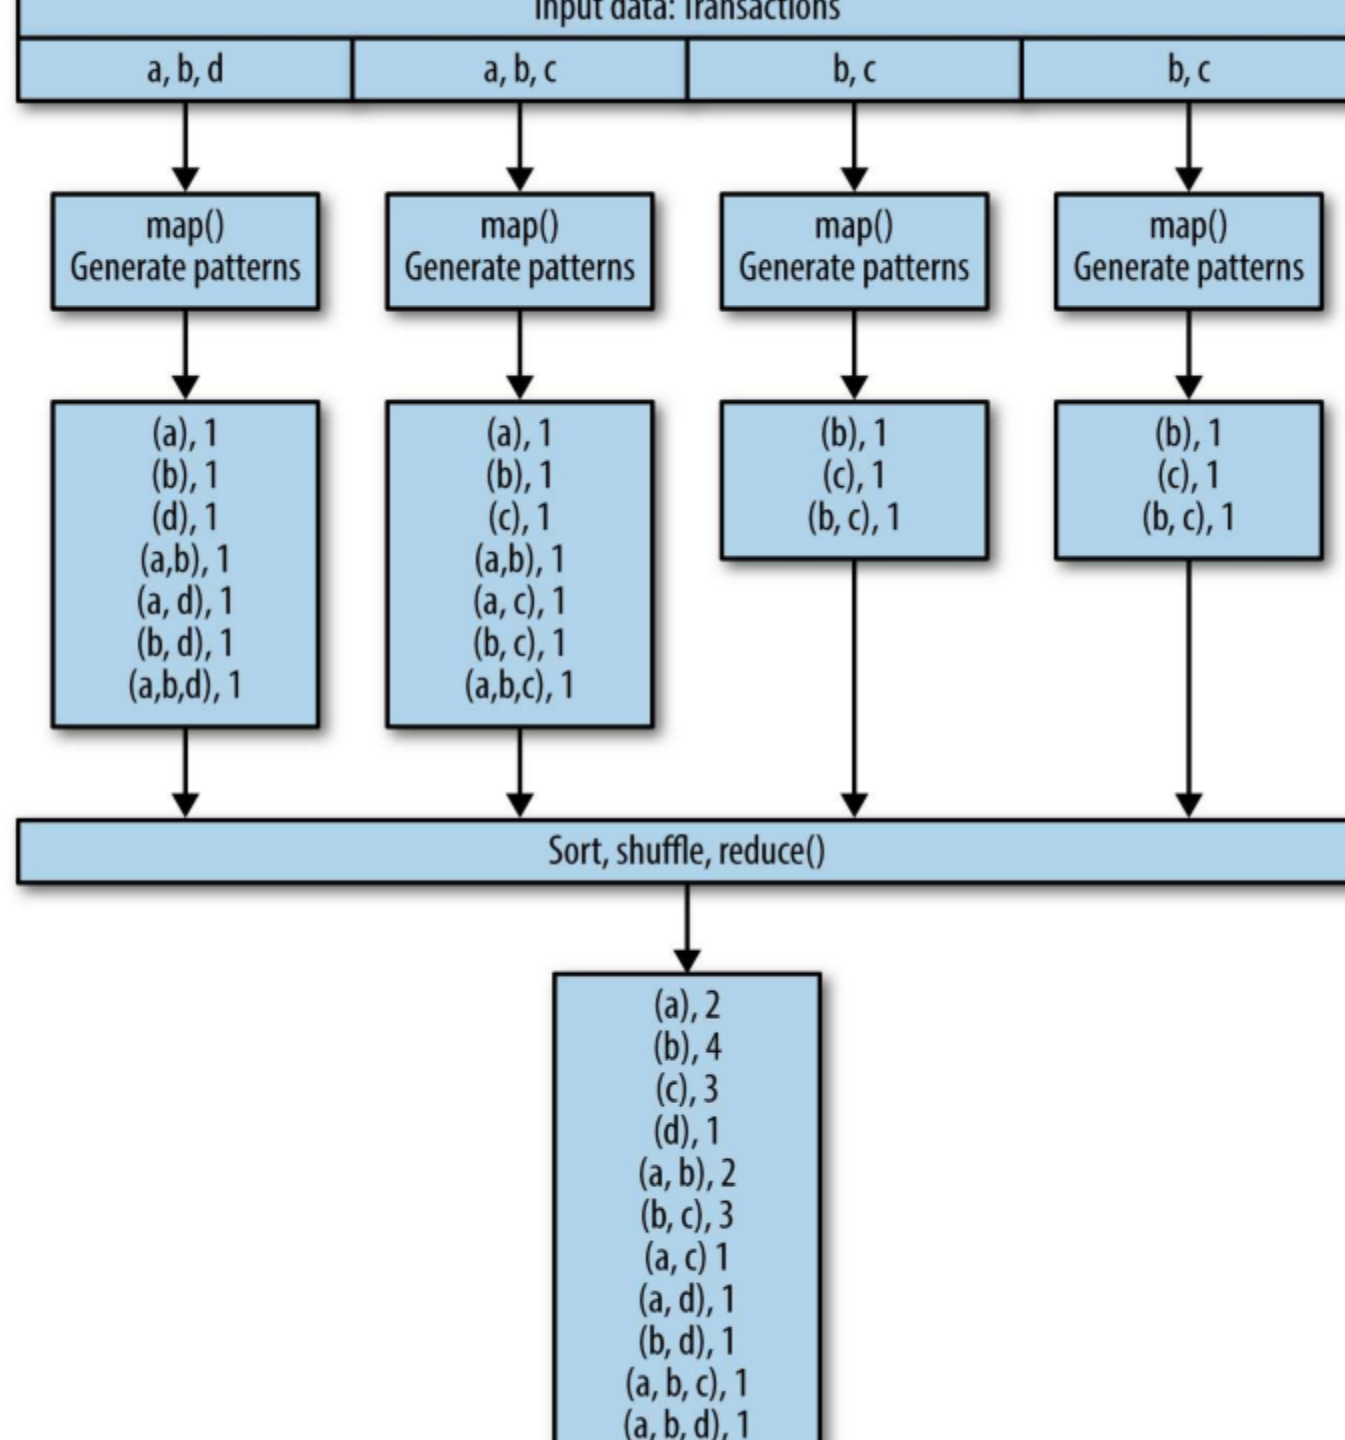 Input data: Transactions
a, b, d
a, b, c
b, c
b, c
map()
Generate patterns
map()
Generate patterns
map()
Generate patterns
map()
Generate patterns
(a), 1
(b), 1
(d), 1
(a,b), 1
(a, d), 1
(b, d), 1
(a,b,d), 1
(a), 1
(b), 1
(c), 1
(a,b), 1
(a, c), 1
(b, c), 1
(a,b,c), 1
(b), 1
(c), 1
(b, c), 1
(b), 1
(c), 1
(b, c), 1
Sort, shuffle, reduce()
(a), 2
(b), 4
(c), 3
(d), 1
(a, b), 2
(b, c), 3
(a, c) 1
(a, d), 1
(b, d), 1
(a, b, c), 1
(a, b, d), 1